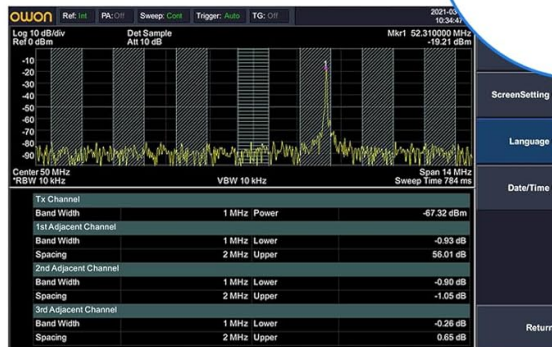 OWON Ref: Int PA:Off Sweep: Cont Trigger: Auto TG: Off 2021-03
10:34:47
Log 10 dB/div Det Sample Mkr1 52.310000 MHz
Ref 0 dBm Att 10 dB -19.21 dBm
1
-10
-20
-30
-40
-50
-60
-70
-80
-90
Center 50 MHz Span 14 MHz
*RBW 10 kHz VBW 10 kHz Sweep Time 784 ms
Tx Channel
Band Width 1 MHz Power -67.32 dBm
1st Adjacent Channel
Band Width 1 MHz Lower -0.93 dB
Spacing 2 MHz Upper 56.01 dB
2nd Adjacent Channel
Band Width 1 MHz Lower -0.90 dB
Spacing 2 MHz Upper -1.05 dB
3rd Adjacent Channel
Band Width 1 MHz Lower -0.26 dB
Spacing 2 MHz Upper 0.65 dB
ScreenSetting
Language
Date/Time
Return